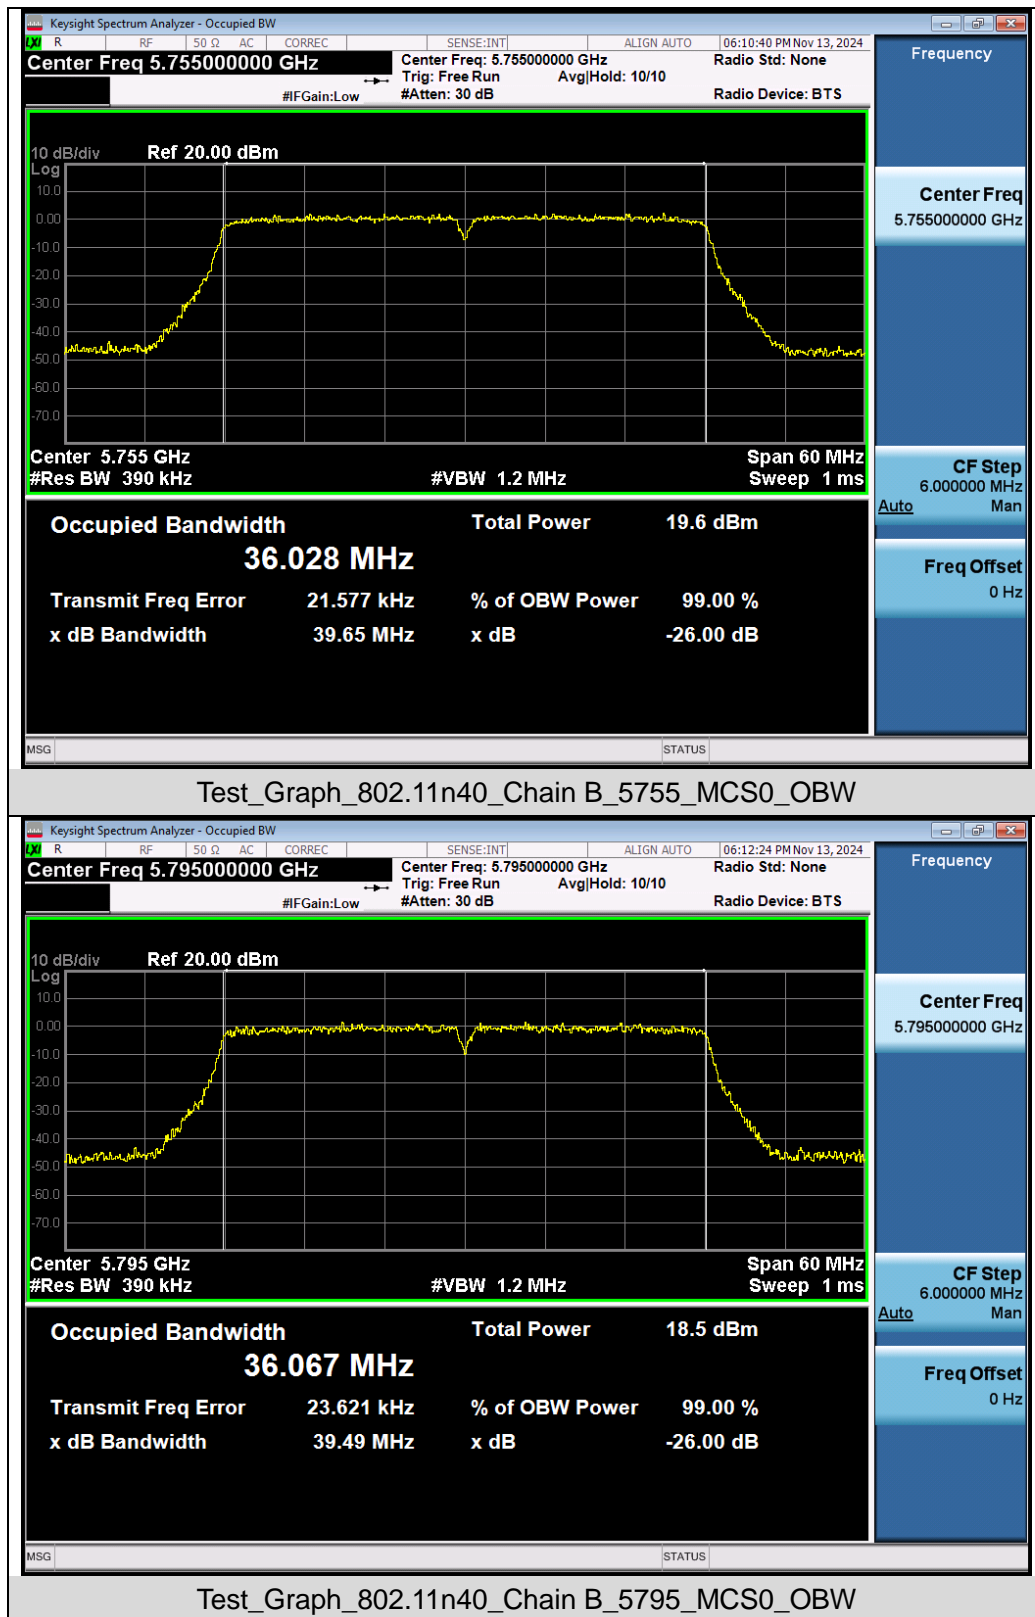 Keysight Spectrum Analyzer - Occupied BW
LXI R RF 50 Ω AC CORREC SENSE:INT ALIGN AUTO 06:10:40 PM Nov 13, 2024
Center Freq 5.755000000 GHz
Center Freq: 5.755000000 GHz Radio Std: None
Trig: Free Run Avg|Hold: 10/10
#IFGain:Low #Atten: 30 dB Radio Device: BTS
10 dB/div Ref 20.00 dBm
Log
10.0
0.00
-10.0
-20.0
-30.0
-40.0
-50.0
-60.0
-70.0
Center 5.755 GHz Span 60 MHz
#Res BW 390 kHz #VBW 1.2 MHz Sweep 1 ms
Occupied Bandwidth Total Power 19.6 dBm
36.028 MHz
Transmit Freq Error 21.577 kHz % of OBW Power 99.00 %
x dB Bandwidth 39.65 MHz x dB -26.00 dB
MSG STATUS
Frequency
Center Freq
5.755000000 GHz
CF Step
6.000000 MHz
Auto Man
Freq Offset
0 Hz
Test_Graph_802.11n40_Chain B_5755_MCS0_OBW
Keysight Spectrum Analyzer - Occupied BW
LXI R RF 50 Ω AC CORREC SENSE:INT ALIGN AUTO 06:12:24 PM Nov 13, 2024
Center Freq 5.795000000 GHz
Center Freq: 5.795000000 GHz Radio Std: None
Trig: Free Run Avg|Hold: 10/10
#IFGain:Low #Atten: 30 dB Radio Device: BTS
10 dB/div Ref 20.00 dBm
Log
10.0
0.00
-10.0
-20.0
-30.0
-40.0
-50.0
-60.0
-70.0
Center 5.795 GHz Span 60 MHz
#Res BW 390 kHz #VBW 1.2 MHz Sweep 1 ms
Occupied Bandwidth Total Power 18.5 dBm
36.067 MHz
Transmit Freq Error 23.621 kHz % of OBW Power 99.00 %
x dB Bandwidth 39.49 MHz x dB -26.00 dB
MSG STATUS
Frequency
Center Freq
5.795000000 GHz
CF Step
6.000000 MHz
Auto Man
Freq Offset
0 Hz
Test_Graph_802.11n40_Chain B_5795_MCS0_OBW